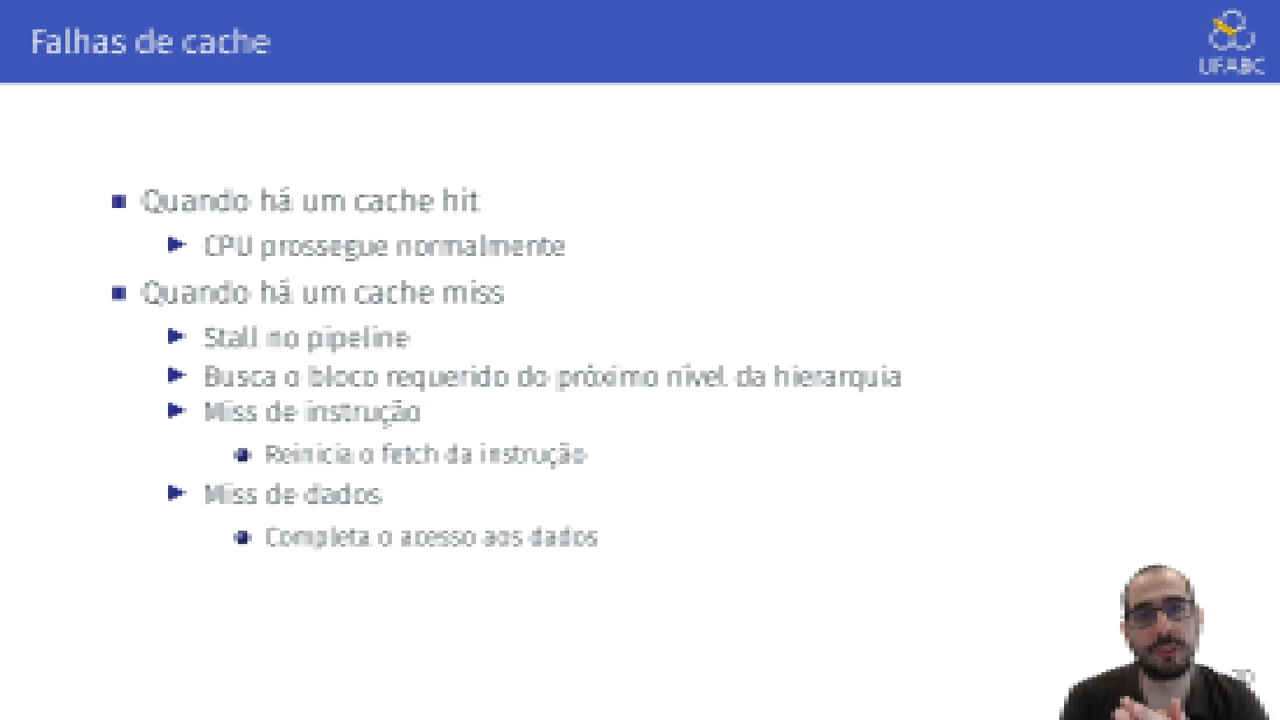 Falhas de cache
UFABC
Quando há um cache hit
CPU prossegue normalmente
Quando há um cache miss
Stall no pipeline
Busca o bloco requerido do próximo nível da hierarquia
Miss de instrução
Reinicia o fetch da instrução
Miss de dados
Completa o acesso aos dados